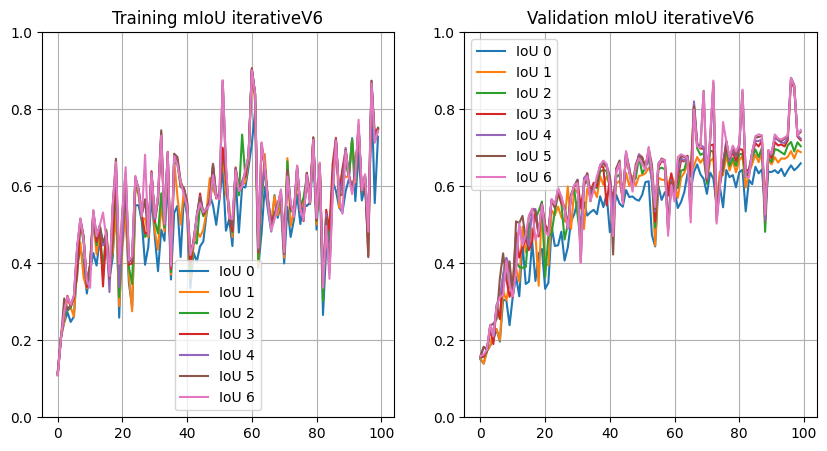 Training mIoU iterativeV6
1.0
0.8
0.6
0.4
0.2
0.0
0 20 40 60 80 100
IoU 0
IoU 1
IoU 2
IoU 3
IoU 4
IoU 5
IoU 6
Validation mIoU iterativeV6
1.0
0.8
0.6
0.4
0.2
0.0
0 20 40 60 80 100
IoU 0
IoU 1
IoU 2
IoU 3
IoU 4
IoU 5
IoU 6